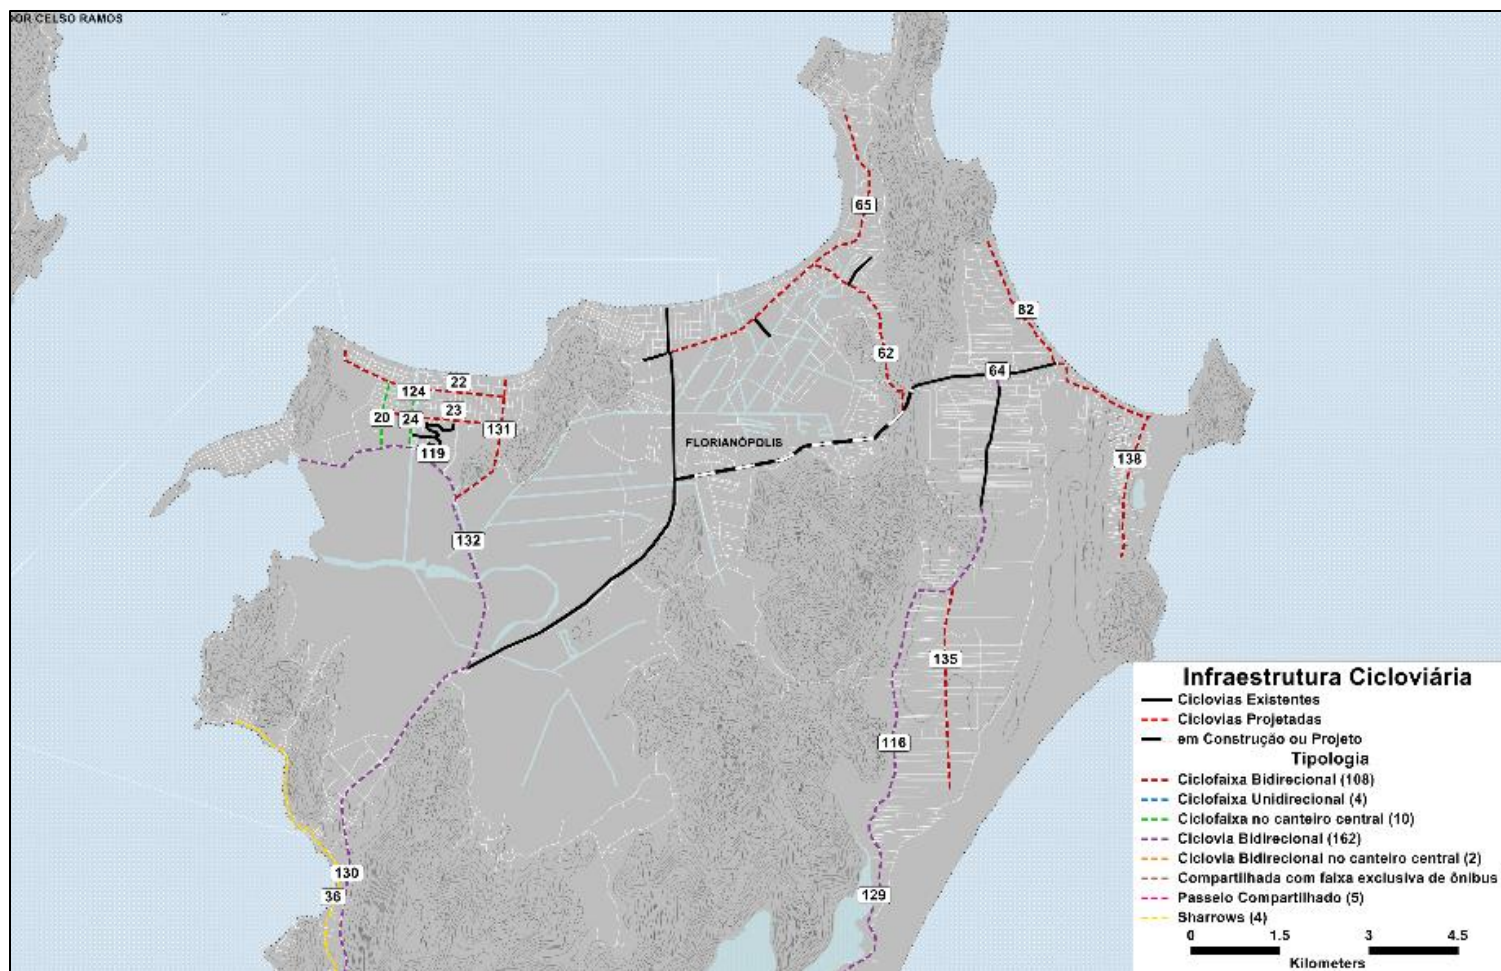 OOR CELSO RAMOS
65
82
62
64
22
124
23
20
24
131
FLORIANÓPOLIS
119
138
132
135
116
130
36
129
Infraestrutura Cicloviária
Ciclovias Existentes
Ciclovias Projetadas
em Construção ou Projeto
Tipologia
Ciclofaixa Bidirecional (108)
Ciclofaixa Unidirecional (4)
Ciclofaixa no canteiro central (10)
Ciclovia Bidirecional (162)
Ciclovia Bidirecional no canteiro central (2)
Compartilhada com faixa exclusiva de ônibus
Passeio Compartilhado (5)
Sharrows (4)
0 1.5 3 4.5
Kilometers